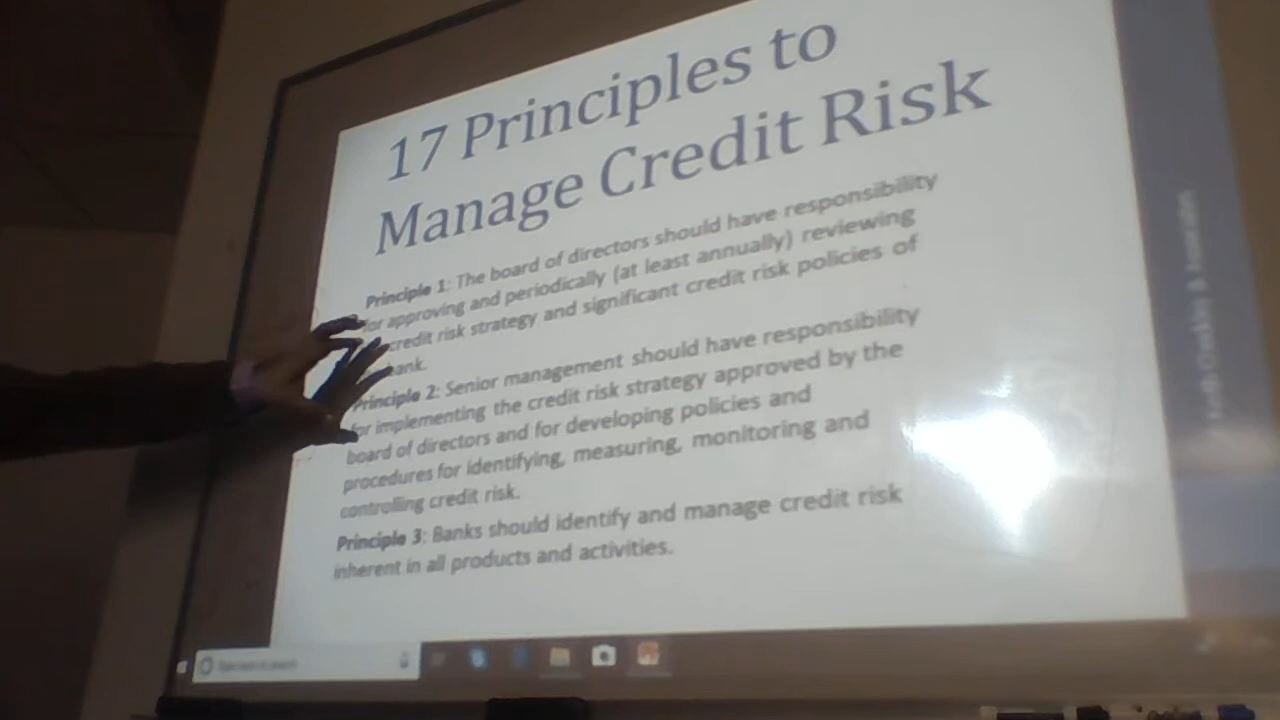 17 Principles to
Manage Credit Risk
Principle 1: The board of directors should have responsibility
for approving and periodically (at least annually) reviewing
credit risk strategy and significant credit risk policies of
bank.
Principle 2: Senior management should have responsibility
for implementing the credit risk strategy approved by the
board of directors and for developing policies and
procedures for identifying, measuring, monitoring and
controlling credit risk.
Principle 3: Banks should identify and manage credit risk
inherent in all products and activities.